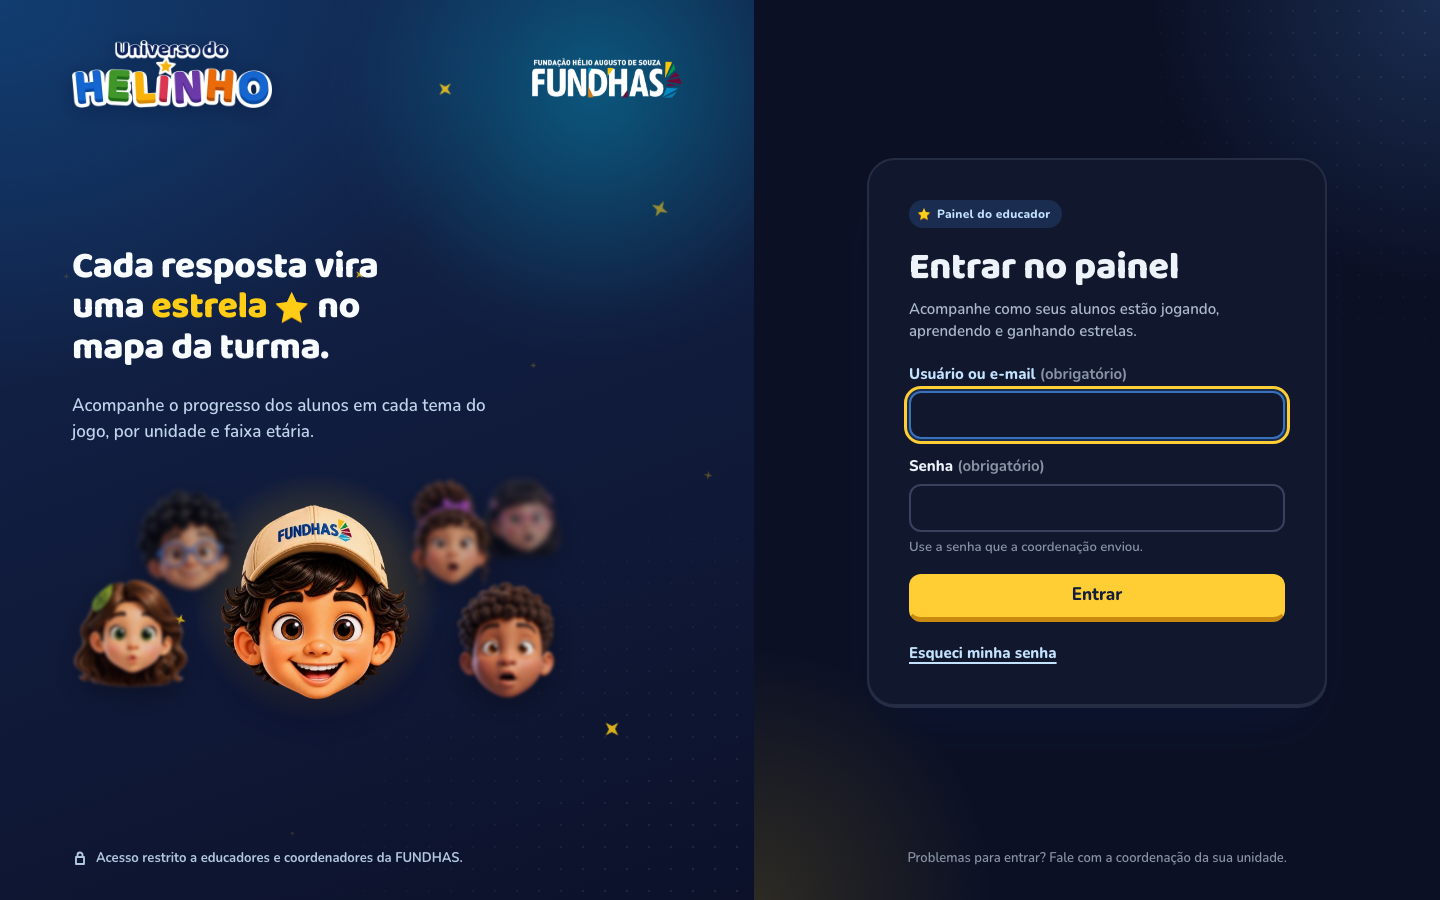 Universo do
HELINHO
FUNDAÇÃO HÉLIO AUGUSTO DE SOUZA
FUNDHAS
Cada resposta vira
uma estrela ⭐ no
mapa da turma.
Acompanhe o progresso dos alunos em cada tema do
jogo, por unidade e faixa etária.
FUNDHAS
Acesso restrito a educadores e coordenadores da FUNDHAS.
Painel do educador
Entrar no painel
Acompanhe como seus alunos estão jogando,
aprendendo e ganhando estrelas.
Usuário ou e-mail (obrigatório)
Senha (obrigatório)
Use a senha que a coordenação enviou.
Entrar
Esqueci minha senha
Problemas para entrar? Fale com a coordenação da sua unidade.